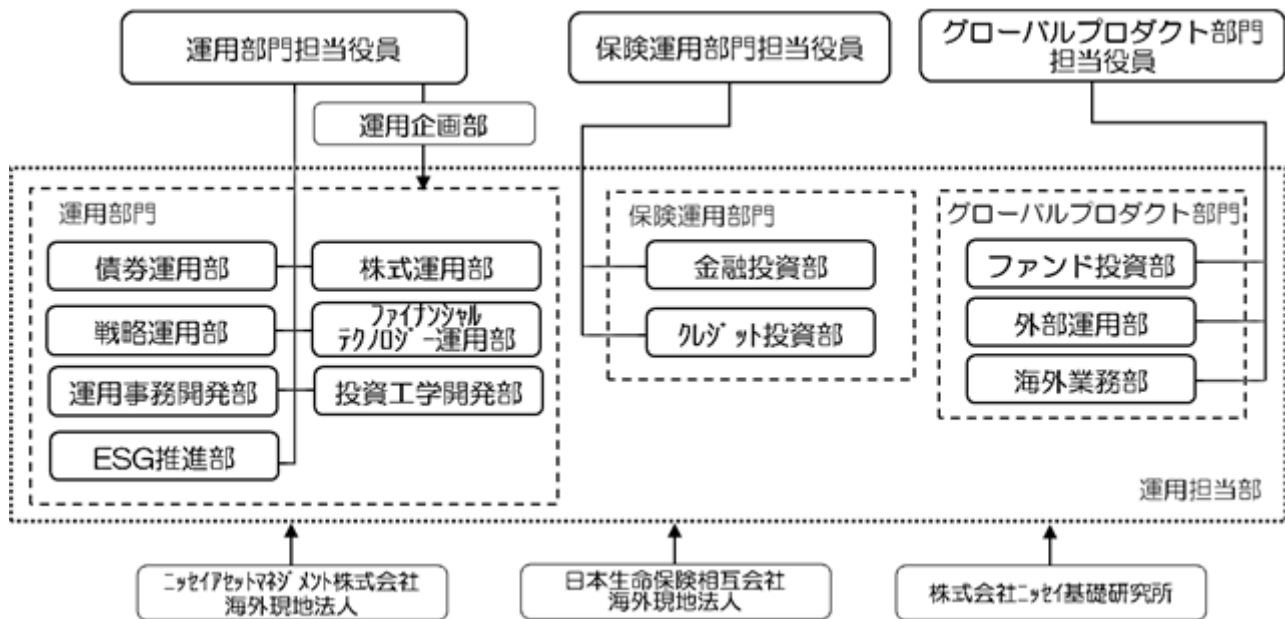 運用部門担当役員
保険運用部門担当役員
グローバルプロダクト部門
担当役員
運用企画部
運用部門
債券運用部
株式運用部
戦略運用部
ファイナンシャル
テクノロジー運用部
運用事務開発部
投資工学開発部
ESG推進部
保険運用部門
金融投資部
クレジット投資部
グローバルプロダクト部門
ファンド投資部
外部運用部
海外業務部
運用担当部
ニッセイアセットマネジメント株式会社
海外現地法人
日本生命保険相互会社
海外現地法人
株式会社ニッセイ基礎研究所